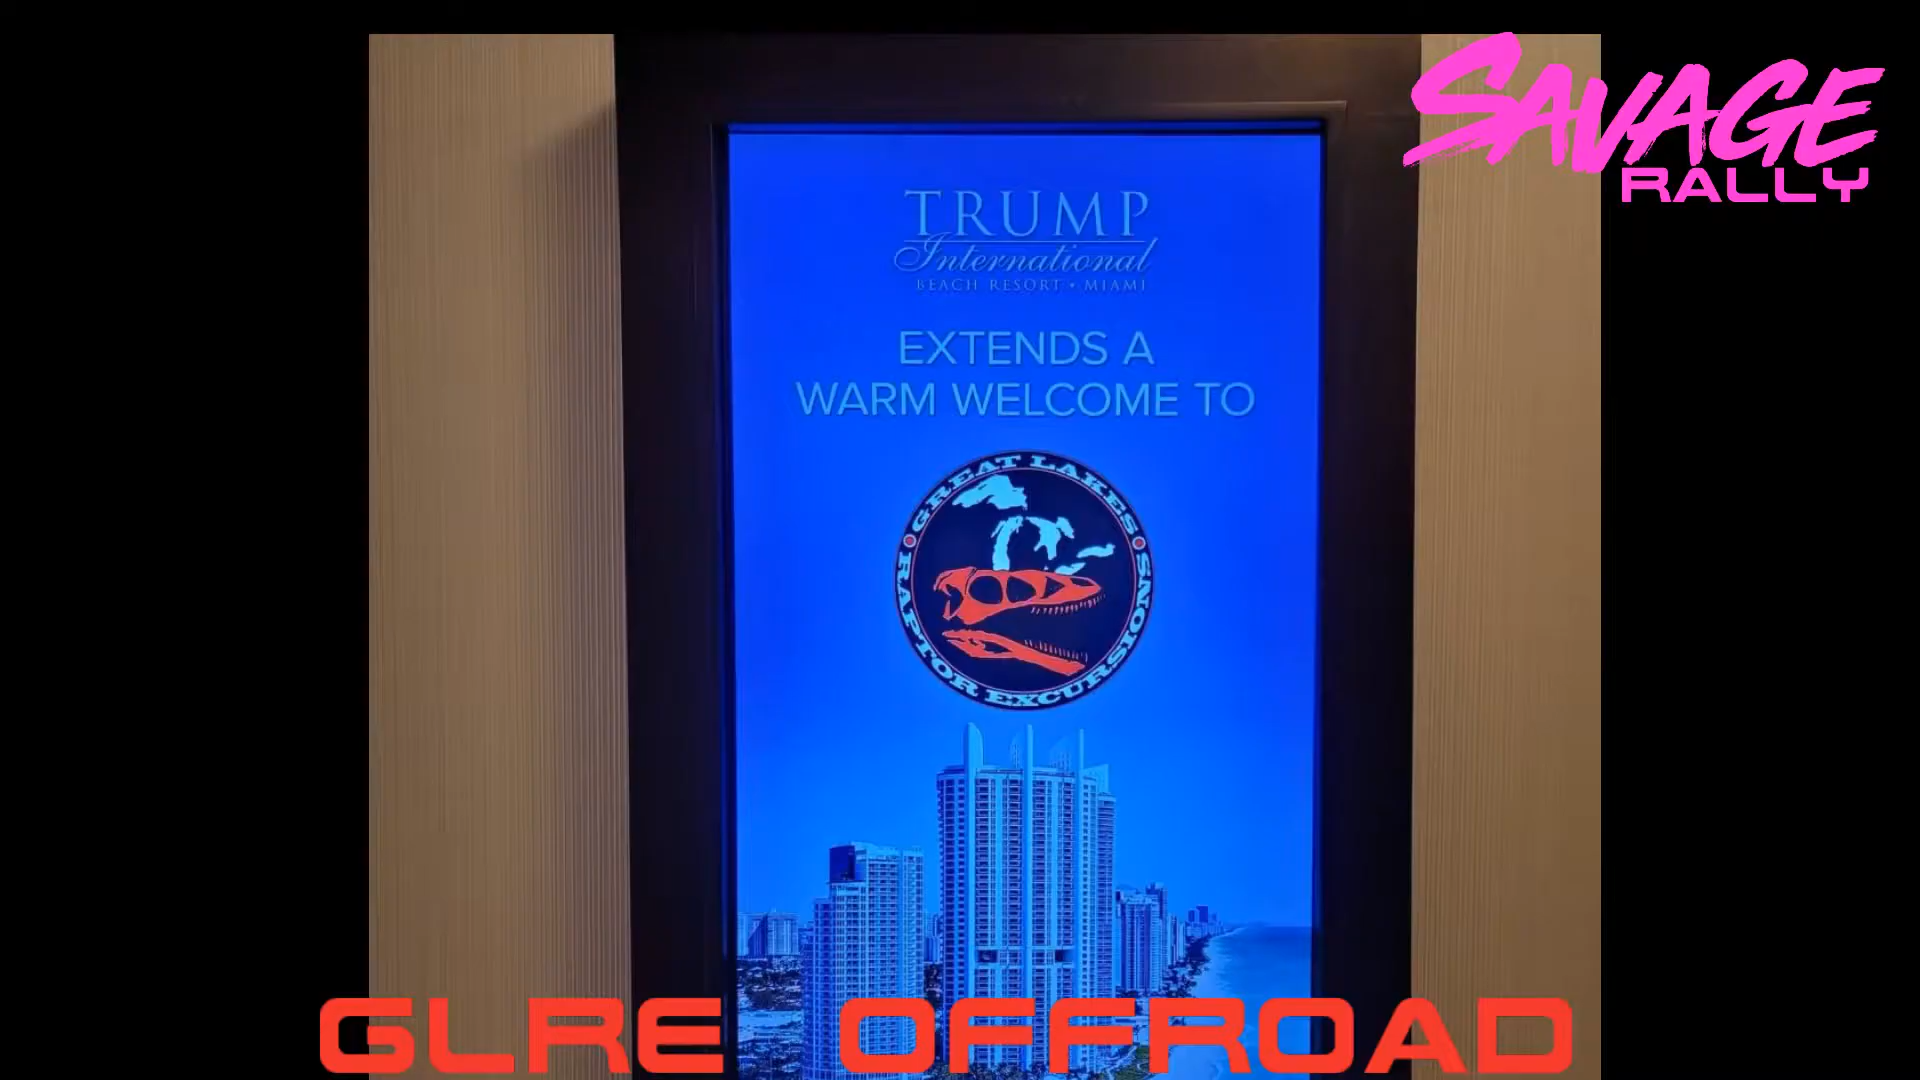 SAVAGE
RALLY
TRUMP
International
BEACH RESORT • MIAMI
EXTENDS A
WARM WELCOME TO
GREAT LAKES
RAPTOR EXCURSIONS
GLRE OFFROAD